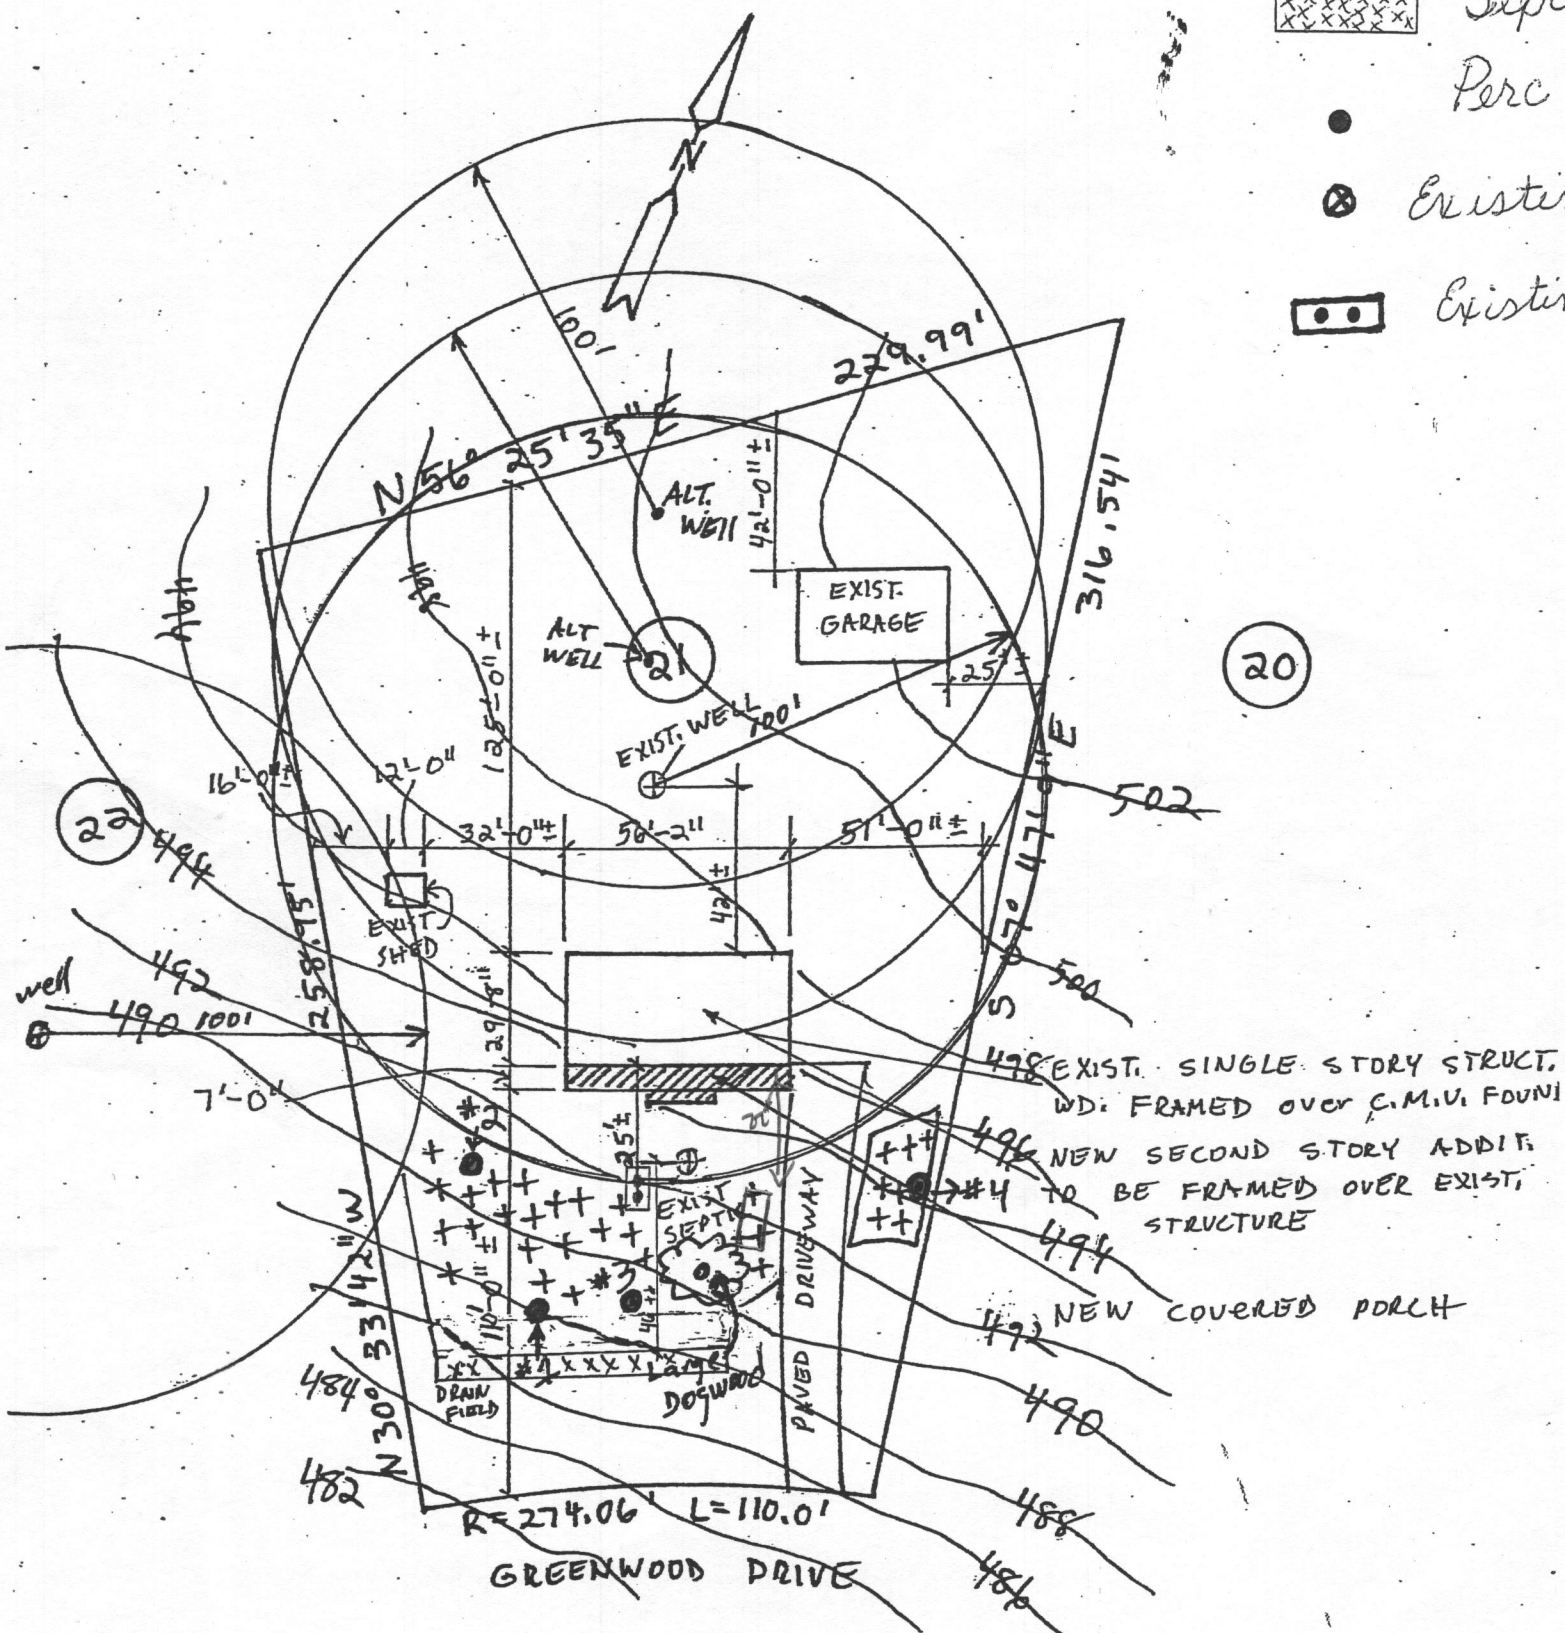 Perc
N
100'
229.99'
N 56° 25' 35" E
ALT.
WELL
42'-0"±
316.54'
EXIST.
GARAGE
ALT
WELL
21
20
25'±
125'-0"±
EXIST. WELL
100'
502
16'-0"±
12'-0"
32'-0"±
56'-2"
51'-0"±
22
494
42'±
EXIST
SHED
258.95'
492
500
well
490
100'
29'-8"
498
EXIST. SINGLE STORY STRUCT.
WD. FRAMED over C.M.U. FOUN
7'-0"
#2
25'±
496
NEW SECOND STORY ADDIT.
TO BE FRAMED OVER EXIST.
STRUCTURE
#4
EXIST
SEPTIC
494
110'-0"±
#3
NEW COVERED PORCH
492
N 30° 33' 42" W
PAVED DRIVEWAY
#1
Large
DOGWOOD
DRAIN
FIELD
484
490
482
R=274.06' L=110.0'
488
GREENWOOD DRIVE
486